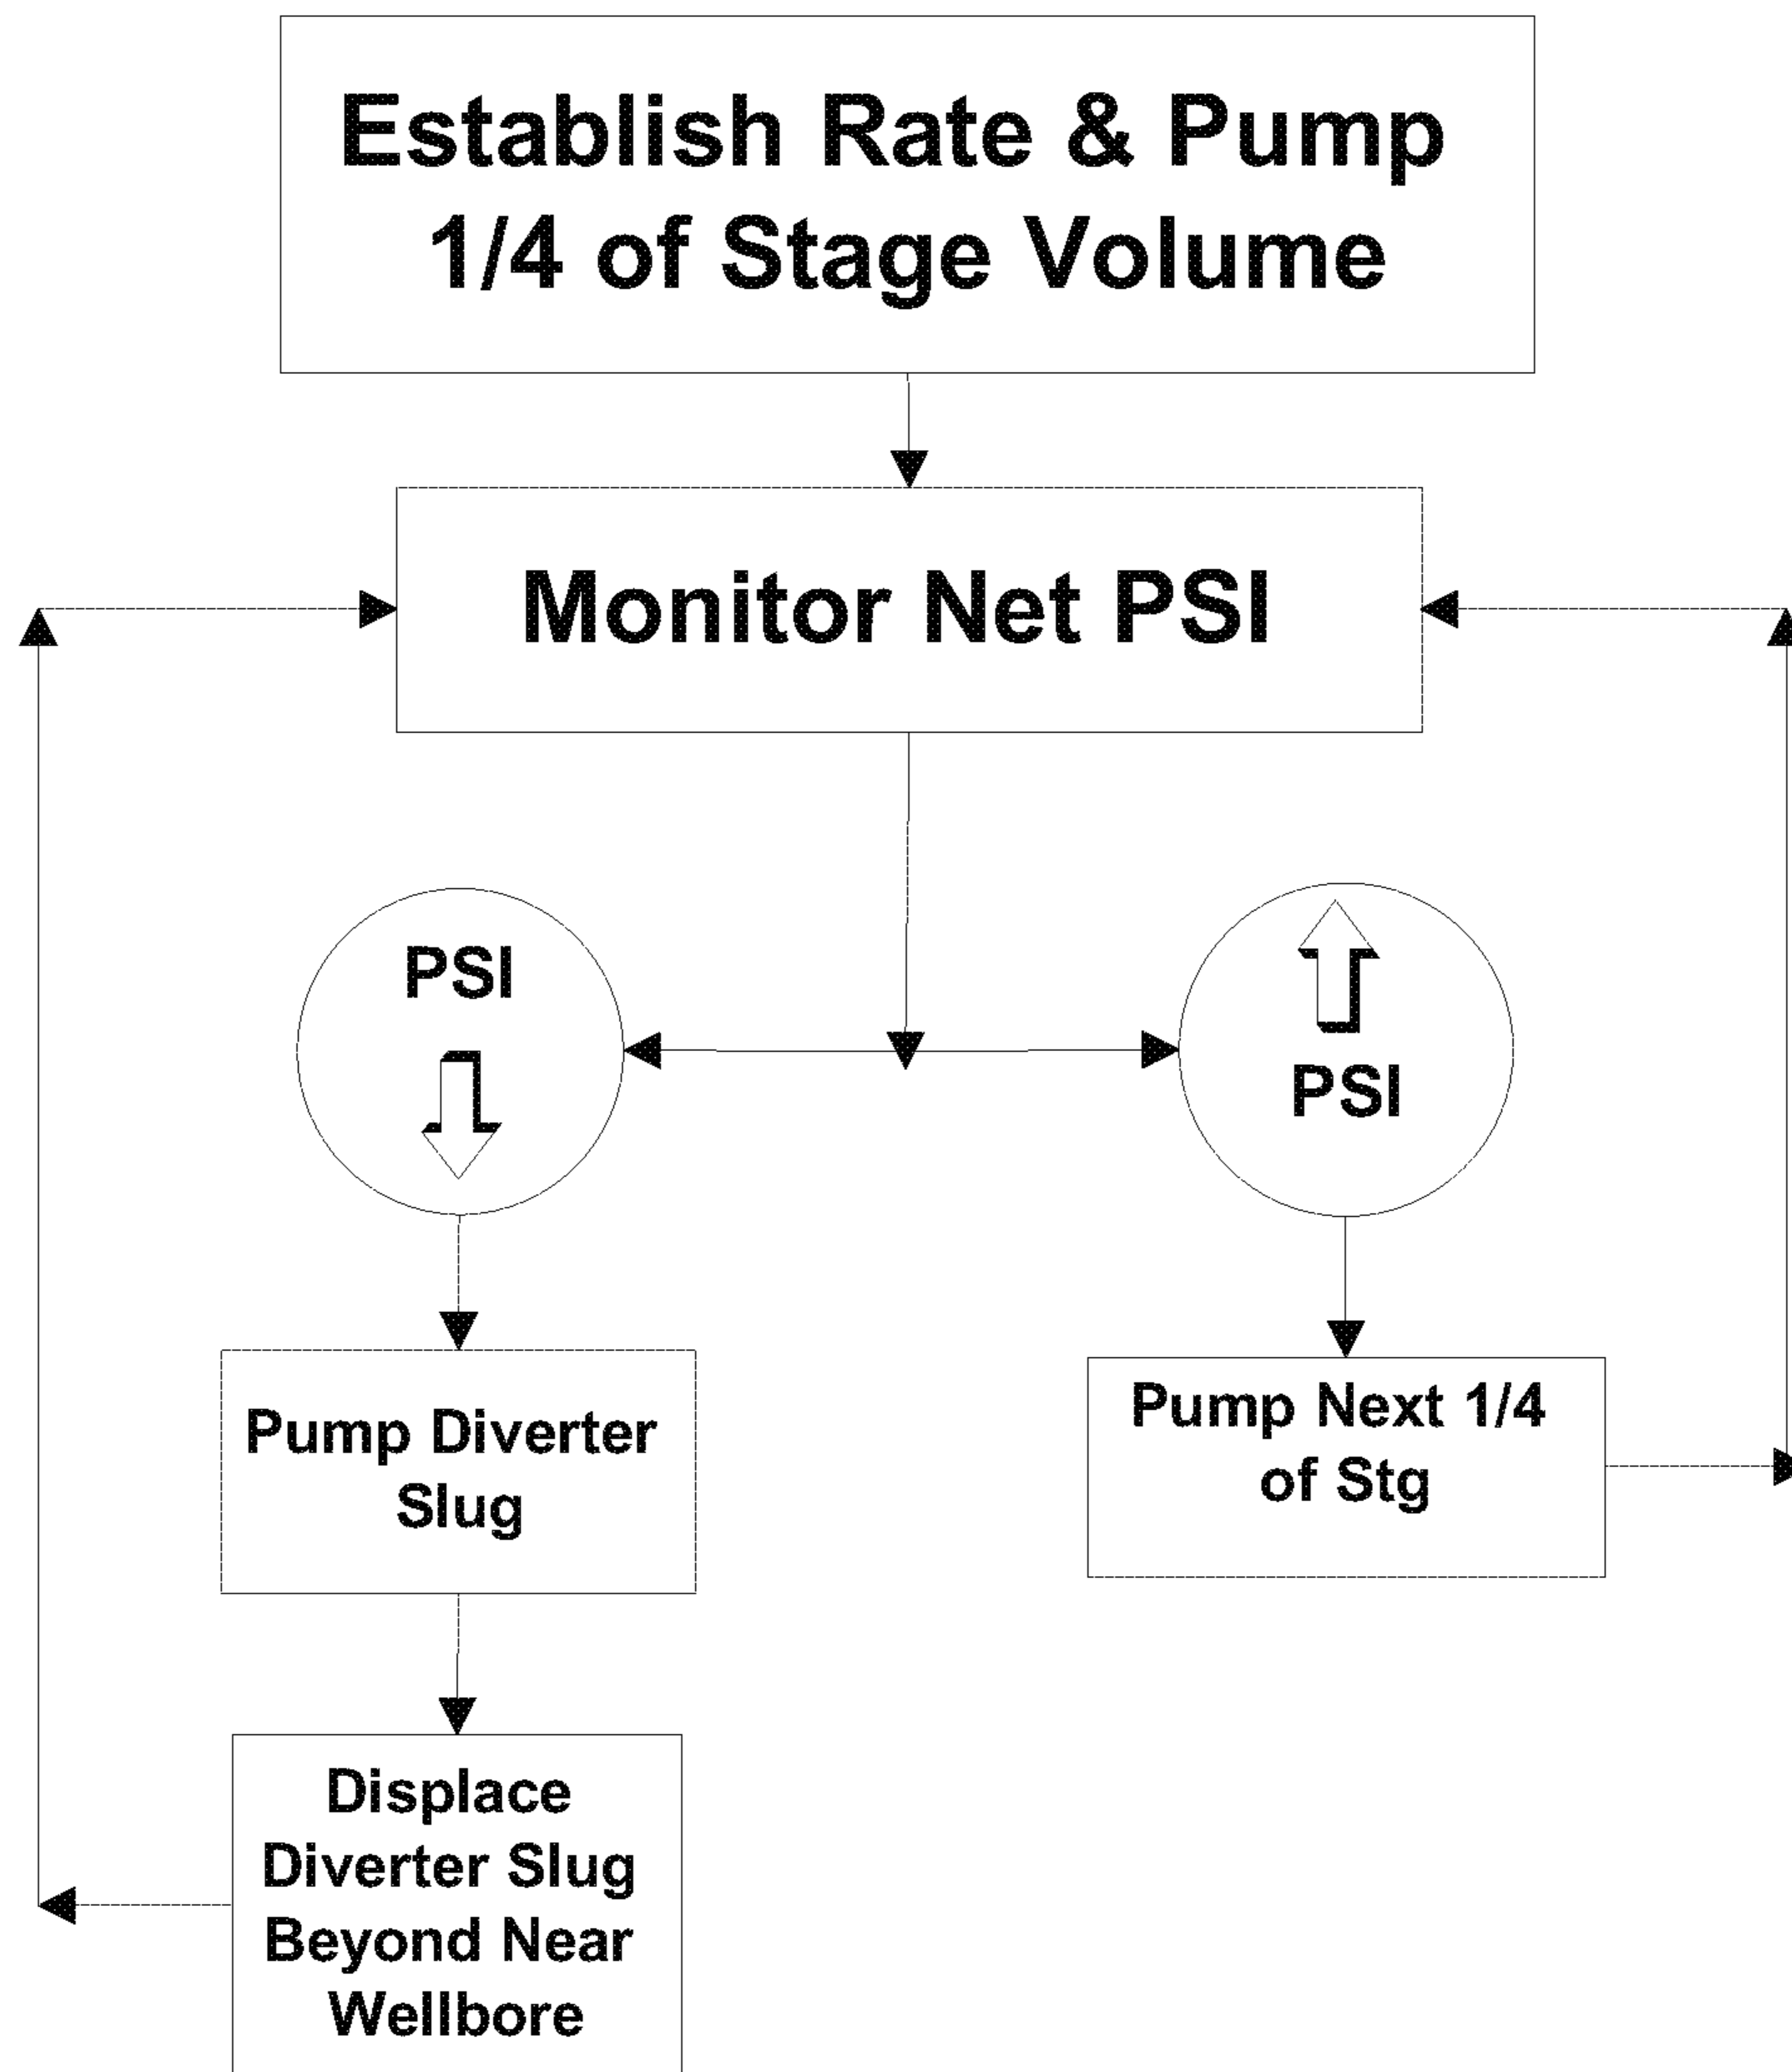 Establish Rate & Pump
1/4 of Stage Volume
Monitor Net PSI
PSI
PSI
Pump Diverter
Slug
Pump Next 1/4
of Stg
Displace
Diverter Slug
Beyond Near
Wellbore